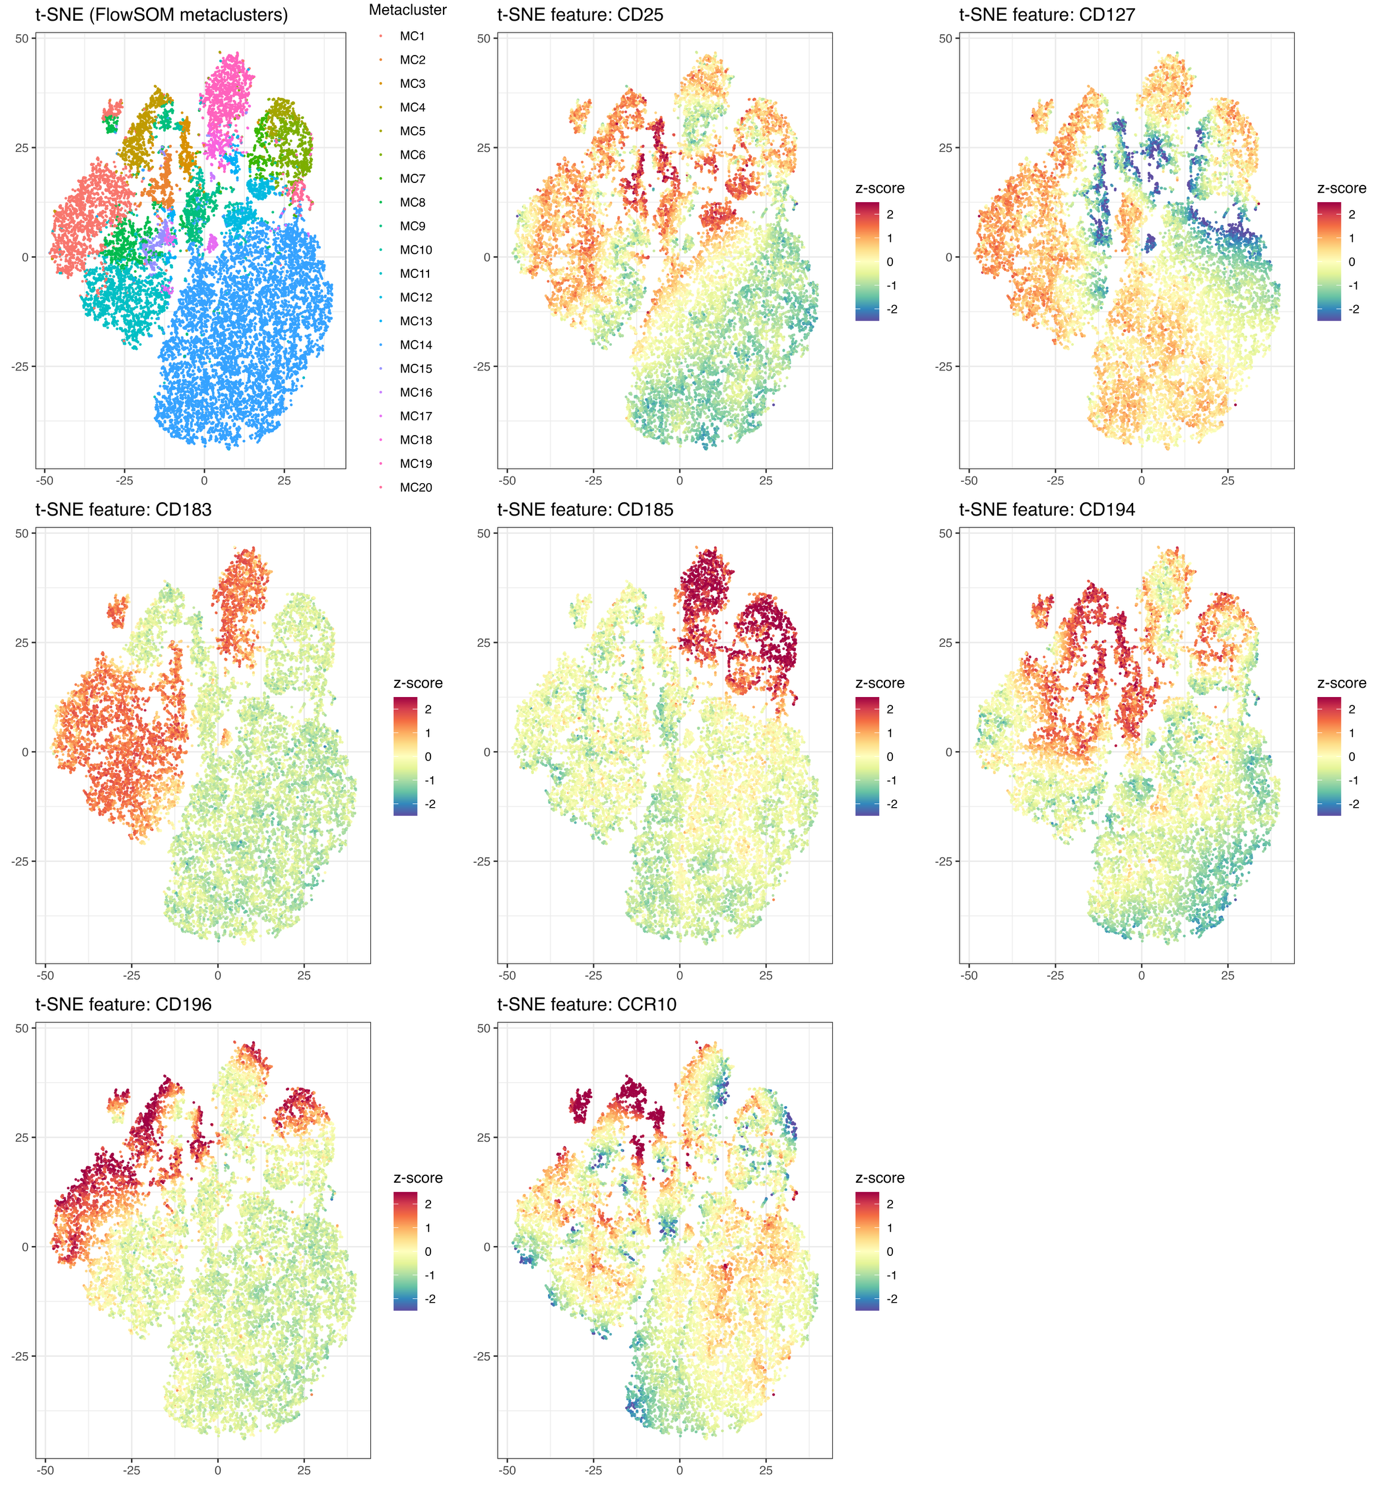 t-SNE (FlowSOM metaclusters)
50
25
0
-25
-50
-25
0
25
Metacluster
MC1
MC2
MC3
MC4
MC5
MC6
MC7
MC8
MC9
MC10
MC11
MC12
MC13
MC14
MC15
MC16
MC17
MC18
MC19
MC20
t-SNE feature: CD25
50
25
0
-25
-50
-25
0
25
z-score
2
1
0
-1
-2
t-SNE feature: CD127
50
25
0
-25
-50
-25
0
25
z-score
2
1
0
-1
-2
t-SNE feature: CD183
50
25
0
-25
-50
-25
0
25
z-score
2
1
0
-1
-2
t-SNE feature: CD185
50
25
0
-25
-50
-25
0
25
z-score
2
1
0
-1
-2
t-SNE feature: CD194
50
25
0
-25
-50
-25
0
25
z-score
2
1
0
-1
-2
t-SNE feature: CD196
50
25
0
-25
-50
-25
0
25
z-score
2
1
0
-1
-2
t-SNE feature: CCR10
50
25
0
-25
-50
-25
0
25
z-score
2
1
0
-1
-2